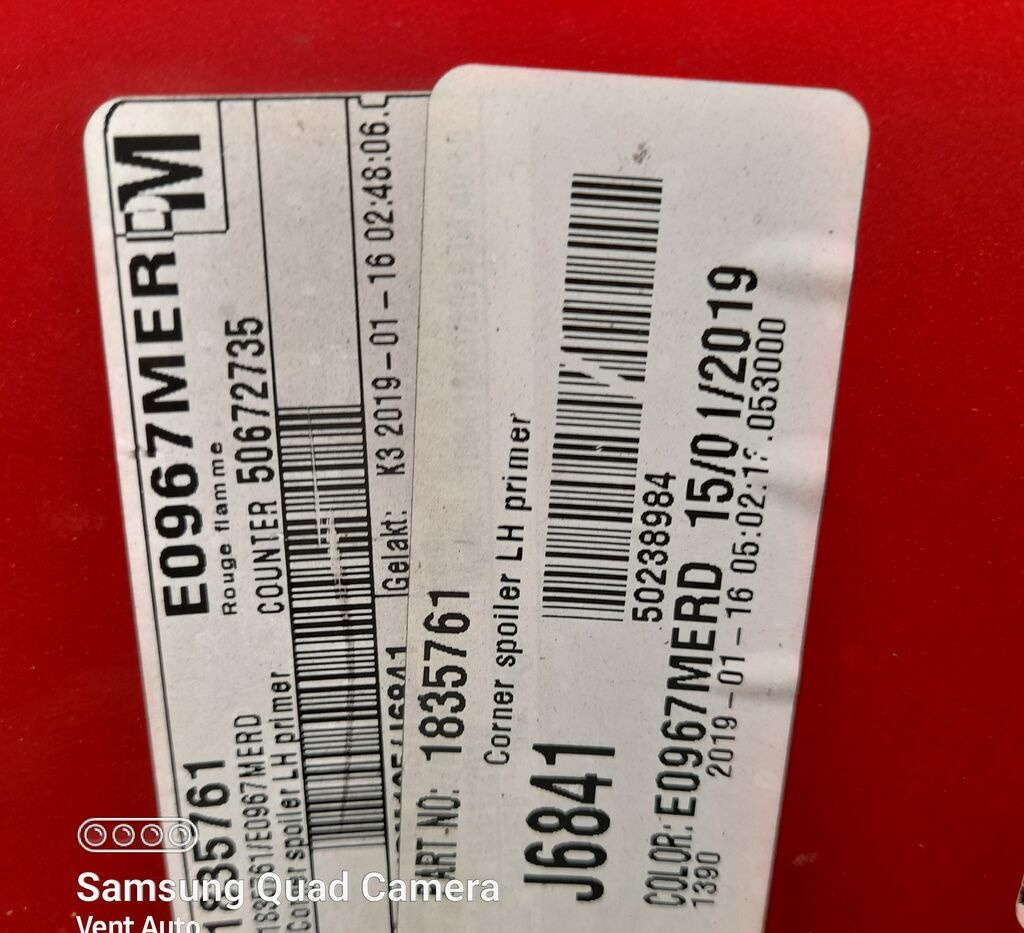 E0967MERD
M
Rouge flamme
COUNTER 50672735
1835761
1835761/E0967MERD
Corner spoiler LH primer
Gelakt: K3 2019-01-16 02:48:06.
PART-NO: 1835761
Corner spoiler LH primer
J6841
50238984
COLOR: E0967MERD 15/01/2019
1390 2019-01-16 05:02:17.053000
Samsung Quad Camera
Vent Auto